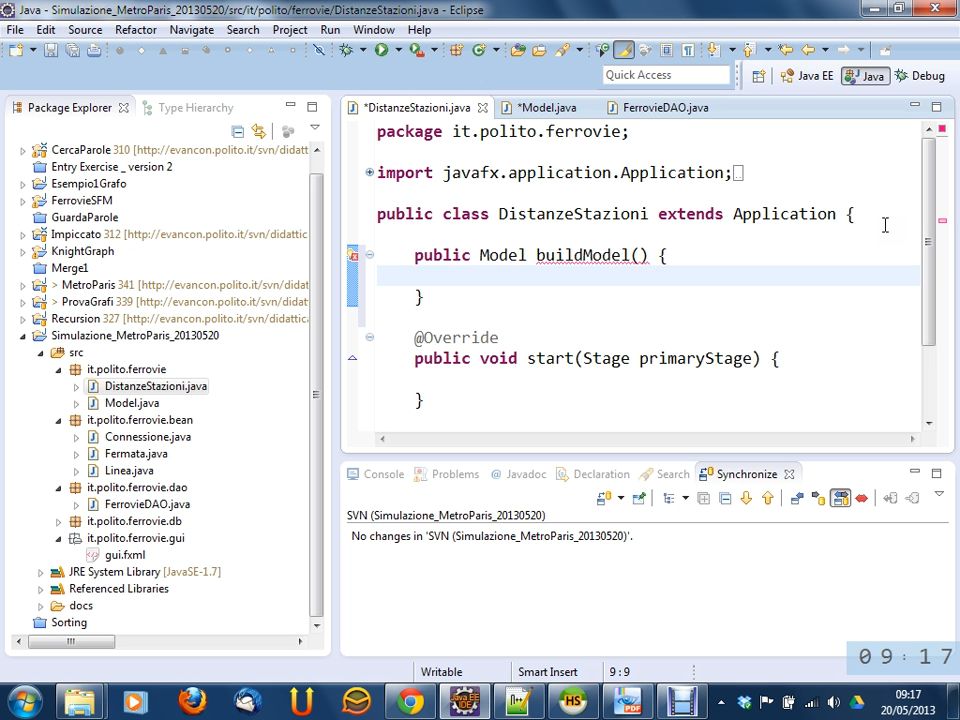 Java - Simulazione_MetroParis_20130520/src/it/polito/ferrovie/DistanzeStazioni.java - Eclipse
File Edit Source Refactor Navigate Search Project Run Window Help
Quick Access
Java EE
Java
Debug
Package Explorer
Type Hierarchy
CercaParole 310 [http://evancon.polito.it/svn/didatt
Entry Exercise _ version 2
Esempio1Grafo
FerrovieSFM
GuardaParole
Impiccato 312 [http://evancon.polito.it/svn/didattic
KnightGraph
Merge1
> MetroParis 341 [http://evancon.polito.it/svn/didatt
> ProvaGrafi 339 [http://evancon.polito.it/svn/didatt
Recursion 327 [http://evancon.polito.it/svn/didattic
Simulazione_MetroParis_20130520
src
it.polito.ferrovie
DistanzeStazioni.java
Model.java
it.polito.ferrovie.bean
Connessione.java
Fermata.java
Linea.java
it.polito.ferrovie.dao
FerrovieDAO.java
it.polito.ferrovie.db
it.polito.ferrovie.gui
gui.fxml
JRE System Library [JavaSE-1.7]
Referenced Libraries
docs
Sorting
*DistanzeStazioni.java
*Model.java
FerrovieDAO.java
package it.polito.ferrovie;
import javafx.application.Application;
public class DistanzeStazioni extends Application {
public Model buildModel() {
}
@Override
public void start(Stage primaryStage) {
}
Console
Problems
@ Javadoc
Declaration
Search
Synchronize
SVN (Simulazione_MetroParis_20130520)
No changes in 'SVN (Simulazione_MetroParis_20130520)'.
09:17
Writable
Smart Insert
9 : 9
09:17
20/05/2013